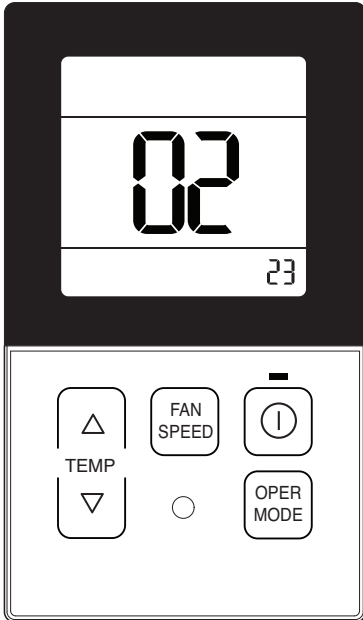 02
23
FAN
SPEED
TEMP
OPER
MODE